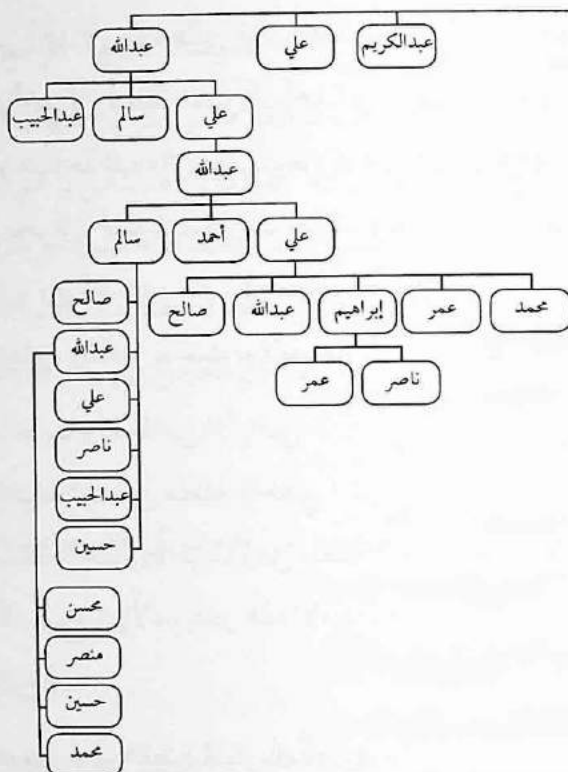 عبدالكريم علي عبدالله
علي سالم عبدالحبيب
عبدالله
علي أحمد سالم
محمد عمر إبراهيم عبدالله صالح
صالح
عبدالله
ناصر عمر
علي
ناصر
عبدالحبيب
حسين
محسن
منصر
حسين
محمد